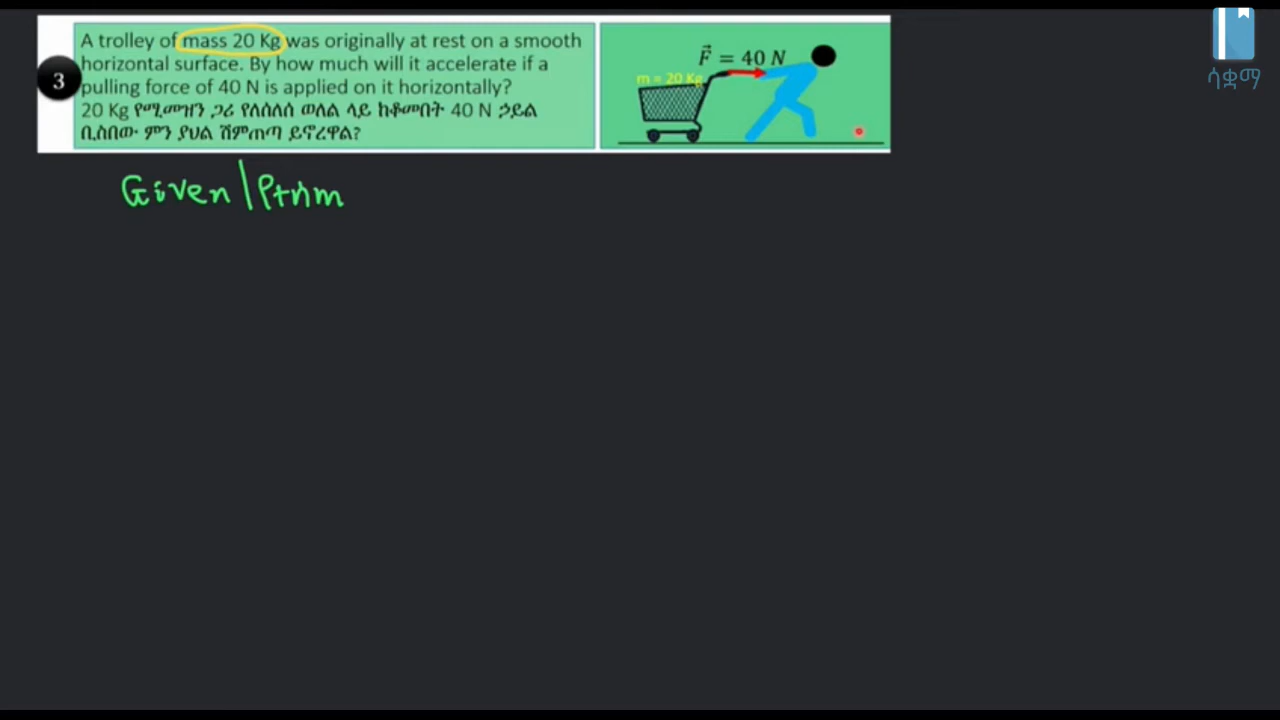 3
A trolley of mass 20 Kg was originally at rest on a smooth
horizontal surface. By how much will it accelerate if a
pulling force of 40 N is applied on it horizontally?
20 Kg የሚመዝን ጋሪ የለሰለሰ ወለል ላይ ከቆመበት 40 N ኃይል
ቢስበው ምን ያህል ሽምጠጣ ይኖረዋል?
F⃗ = 40 N
m = 20 Kg
ሰቋማ
Given |